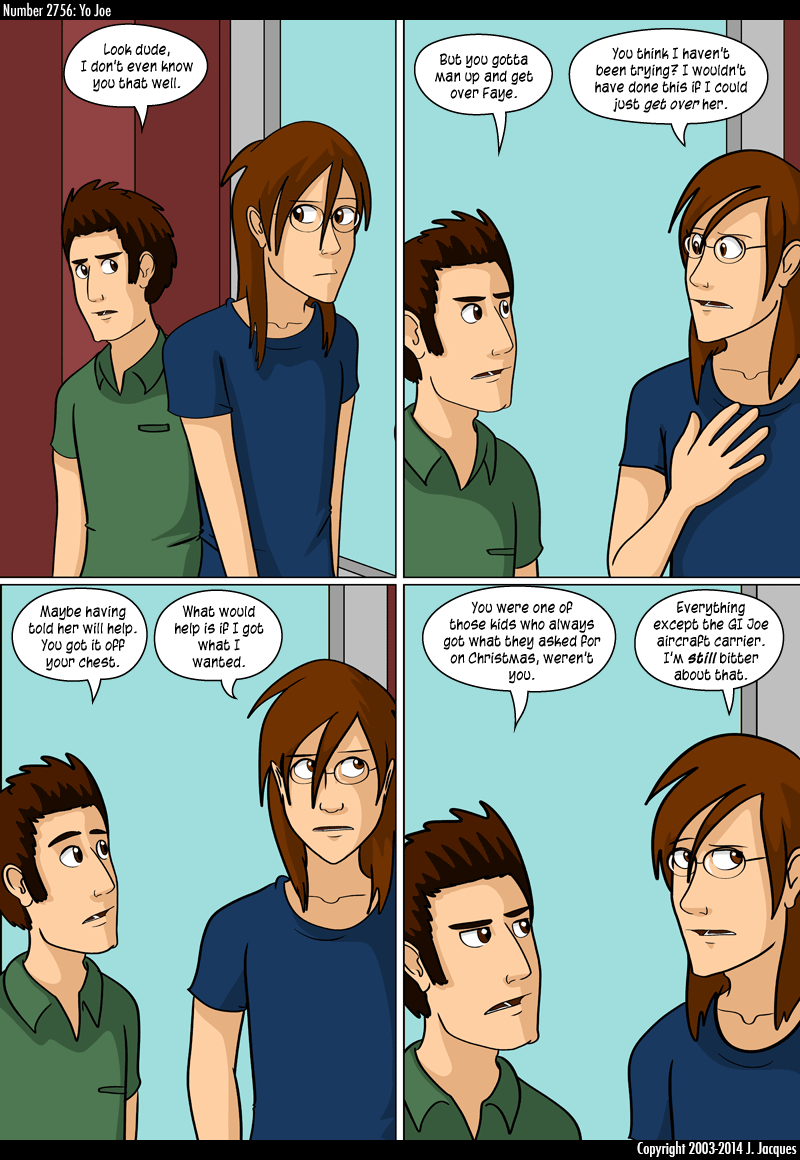 Number 2756: Yo Joe
Look dude,
I don't even know
you that well.
But you gotta
man up and get
over Faye.
You think I haven't
been trying? I wouldn't
have done this if I could
just get over her.
Maybe having
told her will help.
You got it off
your chest.
What would
help is if I got
what I
wanted.
You were one of
those kids who always
got what they asked for
on Christmas, weren't
you.
Everything
except the GI Joe
aircraft carrier.
I'm still bitter
about that.
Copyright 2003-2014 J. Jacques